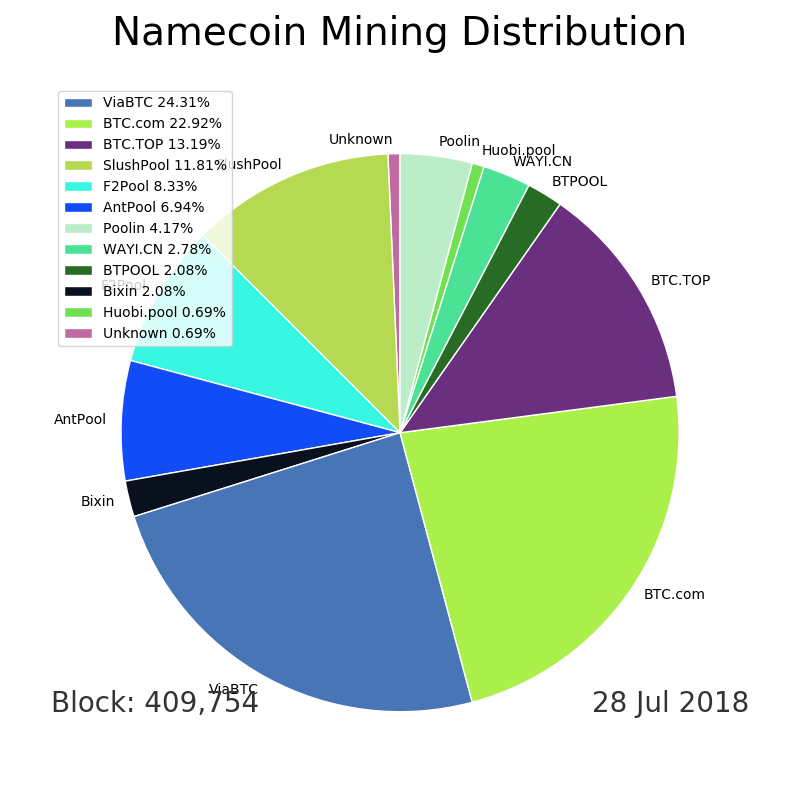 Namecoin Mining Distribution
ViaBTC 24.31%
BTC.com 22.92%
BTC.TOP 13.19%
SlushPool 11.81%
F2Pool 8.33%
AntPool 6.94%
Poolin 4.17%
WAYI.CN 2.78%
BTPOOL 2.08%
Bixin 2.08%
Huobi.pool 0.69%
Unknown 0.69%
Unknown
Poolin
Huobi.pool
WAYI.CN
BTPOOL
SlushPool
BTC.TOP
F2Pool
AntPool
Bixin
BTC.com
ViaBTC
Block: 409,754
28 Jul 2018